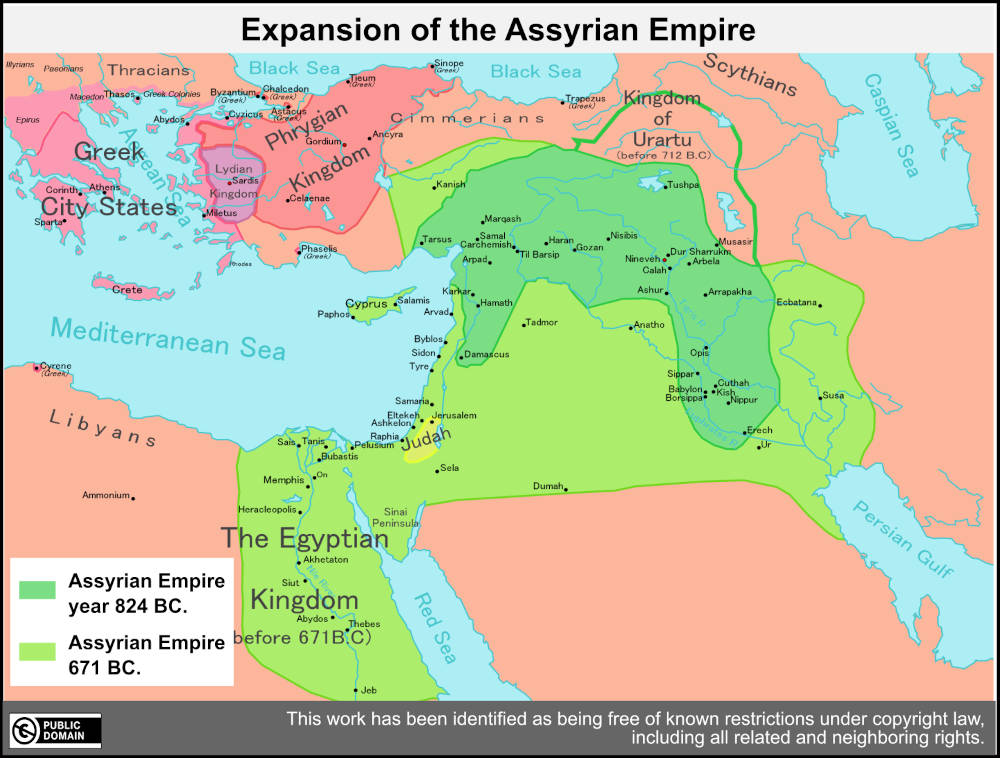 Expansion of the Assyrian Empire
Illyrians
Paeonians
Thracians
Black Sea
Sinope
(Greek)
Black Sea
Scythians
Caspian Sea
Macedon
Thasos
Greek Colonies
Byzantium
(Greek)
Chalcedon
(Greek)
Tieum
(Greek)
Astacus
(Greek)
Trapezus
(Greek)
Kingdom
of
Urartu
(before 712 B.C)
Epirus
Abydos
Cyzicus
Phrygian
Kingdom
Cimmerians
Gordium
Ancyra
Greek
City States
Aegean Sea
Lydian
Kingdom
Sardis
Celaenae
Kanish
Tushpa
Corinth
Athens
Sparta
Miletus
Phaselis
(Greek)
Rhodes
Crete
Tarsus
Marqash
Samal
Carchemish
Til Barsip
Arpad
Haran
Gozan
Nisibis
Musasir
Dur Sharrukin
Nineveh
Arbela
Calah
Ashur
Arrapakha
Ecbatana
Karkar
Hamath
Arvad
Cyprus
Salamis
Paphos
Mediterranean Sea
Tadmor
Anatho
Tigris R.
Byblos
Sidon
Tyre
Damascus
Opis
Sippar
Cuthah
Babylon
Kish
Borsippa
Nippur
Susa
Cyrene
(Greek)
Samaria
Eltekeh
Jerusalem
Ashkelon
Raphia
Judah
Erech
Ur
Euphrates R.
Libyans
Sais
Tanis
Pelusium
Bubastis
Sela
Dumah
Memphis
On
Ammonium
Heracleopolis
Sinai
Peninsula
Persian Gulf
The Egyptian
Kingdom
(before 671B.C)
Akhetaton
Nile River
Siut
Abydos
Thebes
Red Sea
Jeb
Assyrian Empire
year 824 BC.
Assyrian Empire
671 BC.
PUBLIC
DOMAIN
This work has been identified as being free of known restrictions under copyright law,
including all related and neighboring rights.